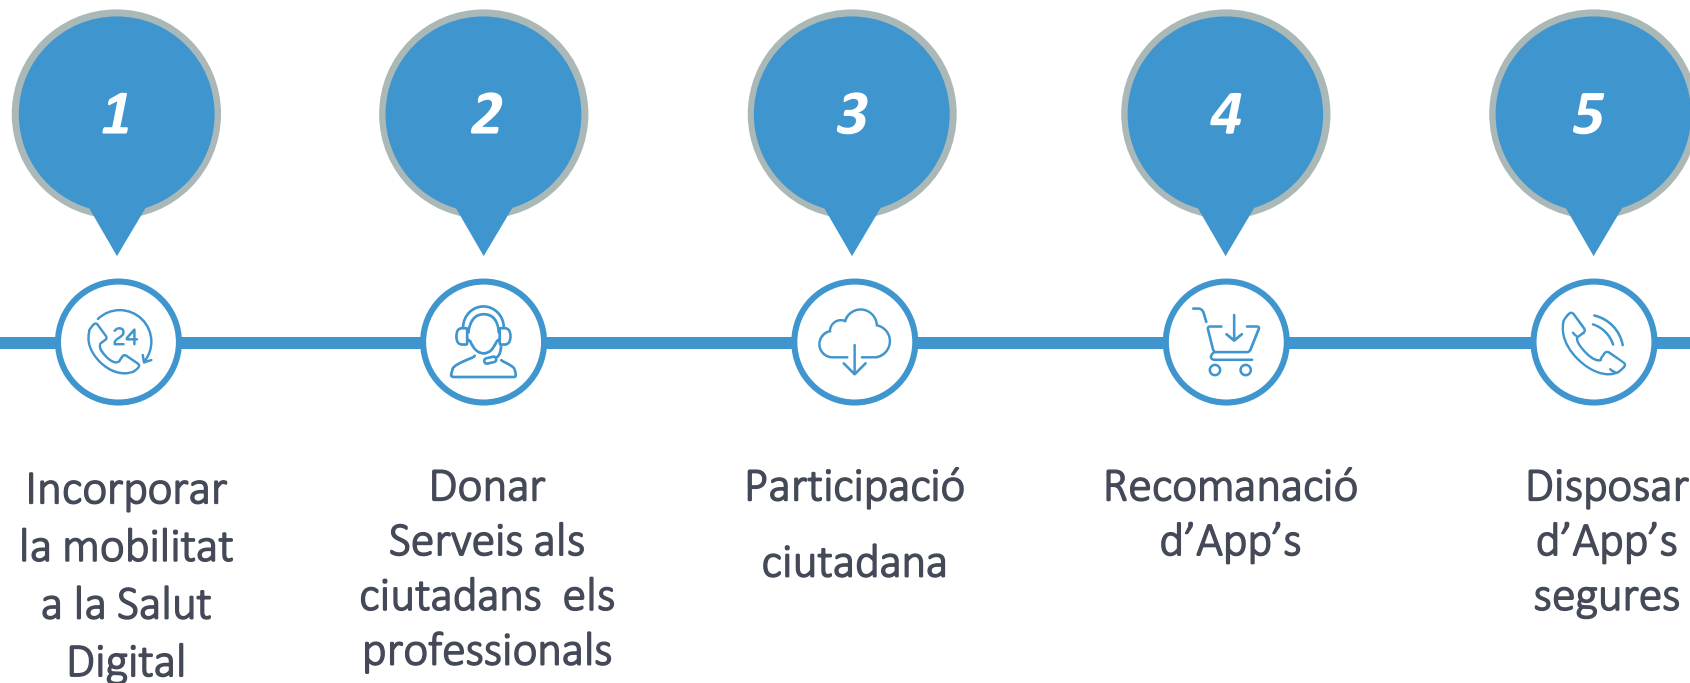 1
2
3
4
5
24
Incorporar
la mobilitat
a la Salut
Digital
Donar
Serveis als
ciutadans  els
professionals
Participació
ciutadana
Recomanació
d'App's
Disposar
d'App's
segures